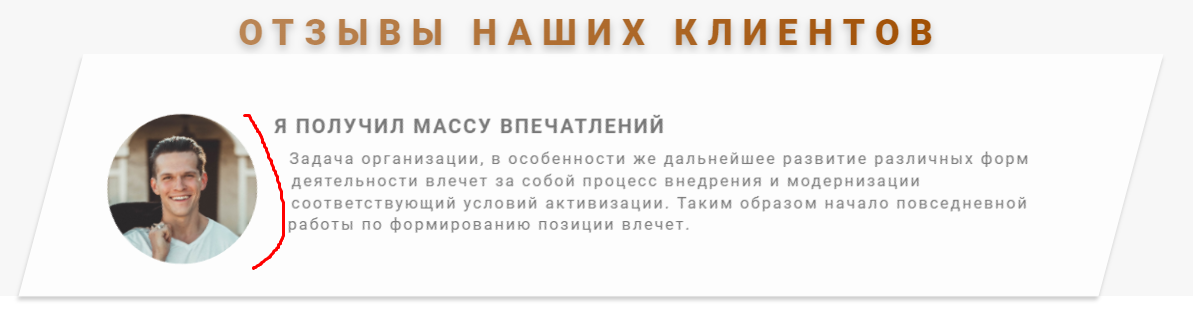 ОТЗЫВЫ НАШИХ КЛИЕНТОВ
Я ПОЛУЧИЛ МАССУ ВПЕЧАТЛЕНИЙ
Задача организации, в особенности же дальнейшее развитие различных форм
деятельности влечет за собой процесс внедрения и модернизации
соответствующий условий активизации. Таким образом начало повседневной
работы по формированию позиции влечет.